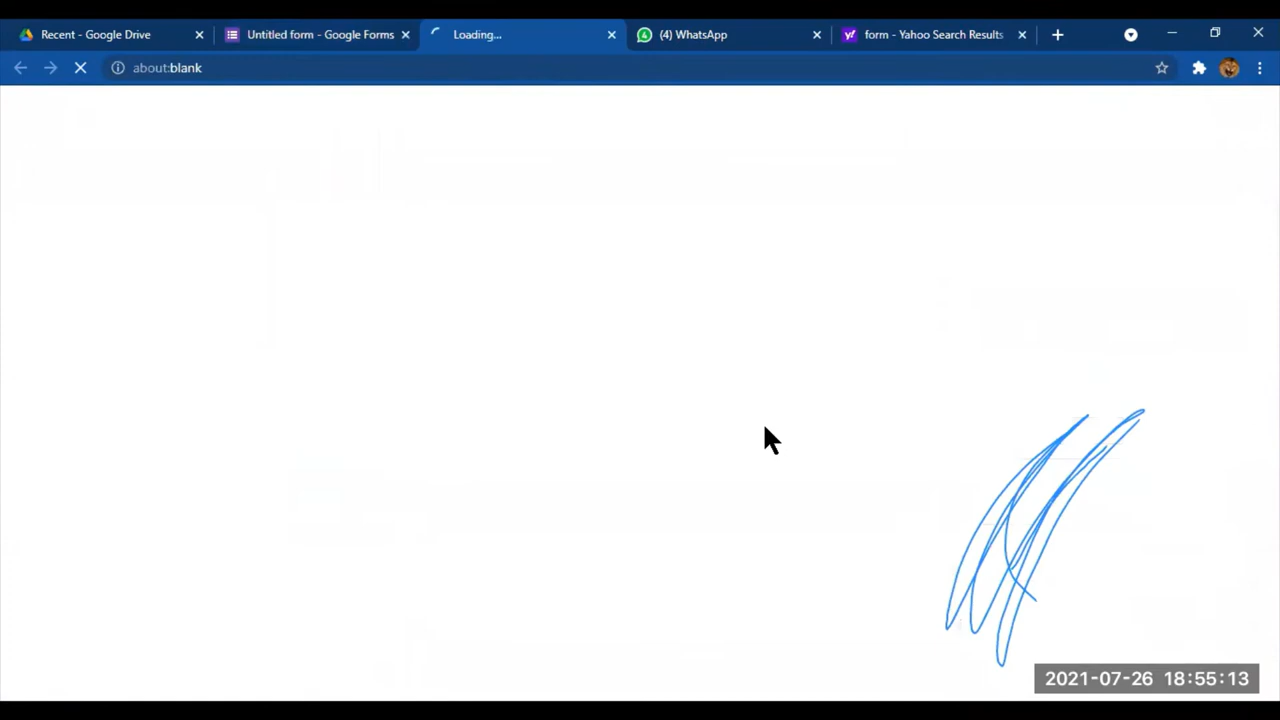 Recent - Google Drive
Untitled form - Google Forms
Loading...
(4) WhatsApp
form - Yahoo Search Results
about:blank
2021-07-26 18:55:13